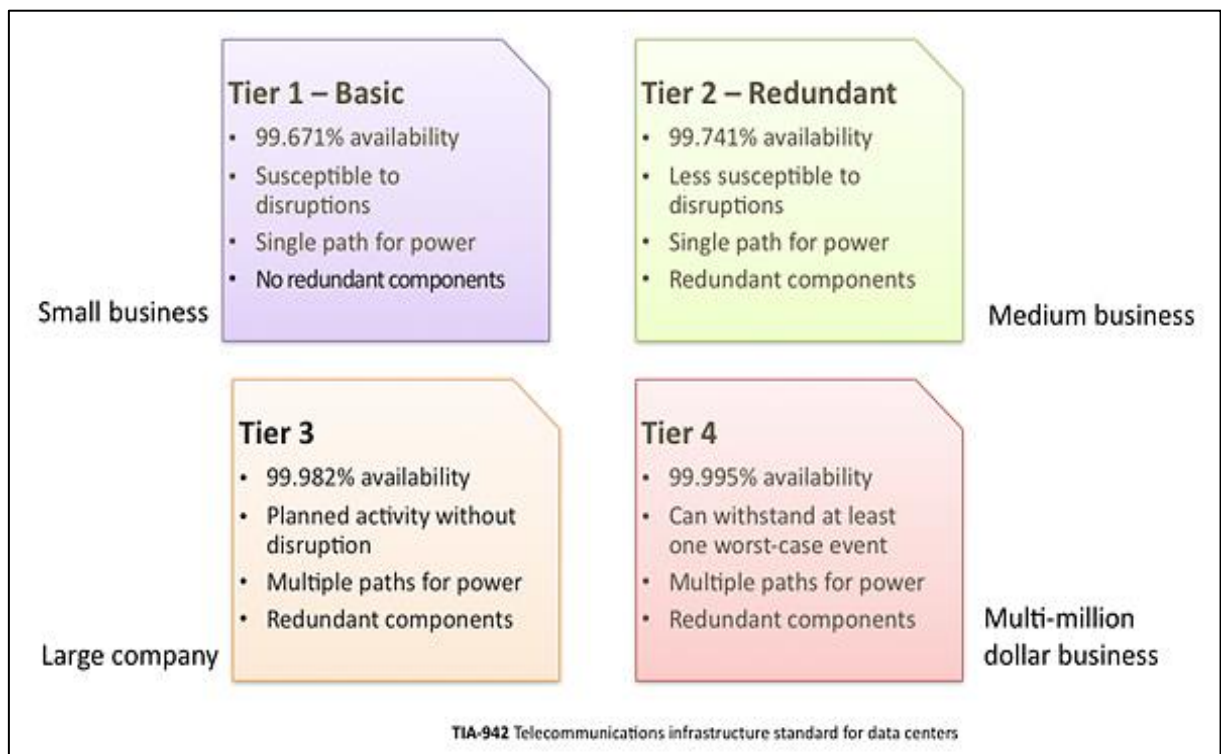 Tier 1 – Basic
• 99.671% availability
• Susceptible to
disruptions
• Single path for power
• No redundant components
Small business
Tier 2 – Redundant
• 99.741% availability
• Less susceptible to
disruptions
• Single path for power
• Redundant components
Medium business
Tier 3
• 99.982% availability
• Planned activity without
disruption
• Multiple paths for power
• Redundant components
Large company
Tier 4
• 99.995% availability
• Can withstand at least
one worst-case event
• Multiple paths for power
• Redundant components
Multi-million
dollar business
TIA-942 Telecommunications infrastructure standard for data centers